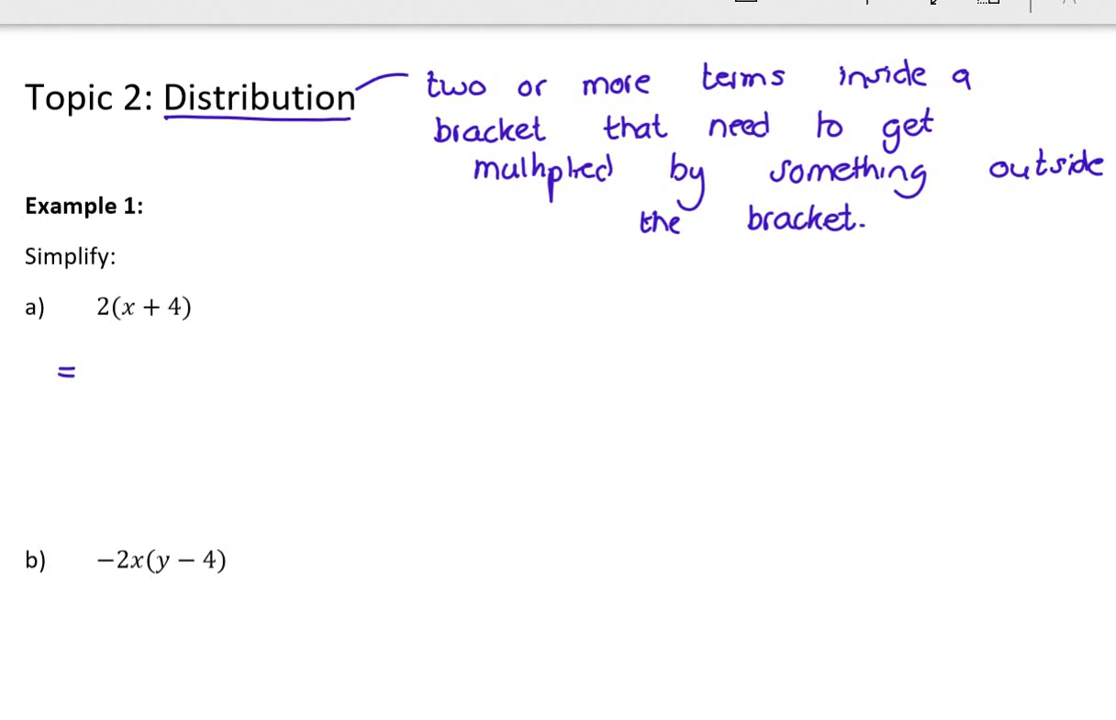 Topic 2: Distribution
two or more terms inside a
bracket that need to get
multiplied by something outside
the bracket.
Example 1:
Simplify:
a) 2(x + 4)
=
b) −2x(y − 4)